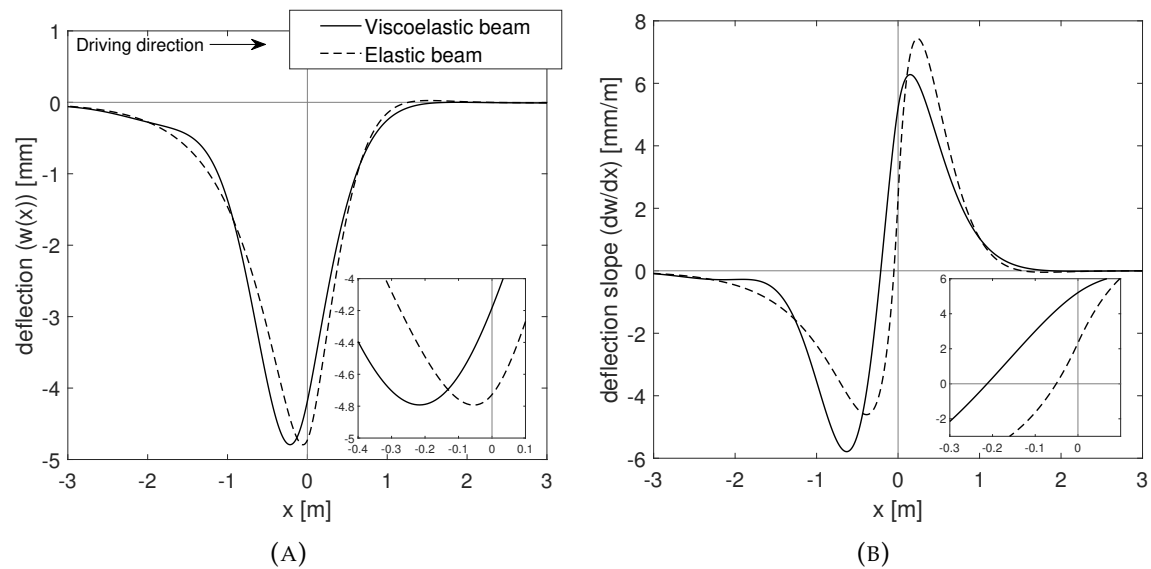 1
0
-1
-2
-3
-4
-5
deflection (w(x)) [mm]
Driving direction
Viscoelastic beam
Elastic beam
-4
-4.2
-4.4
-4.6
-4.8
-5
-0.4 -0.3 -0.2 -0.1 0 0.1
-3 -2 -1 0 1 2 3
x [m]
(A)
8
6
4
2
0
-2
-4
-6
deflection slope (dw/dx) [mm/m]
6
4
2
0
-2
-0.3 -0.2 -0.1 0
-3 -2 -1 0 1 2 3
x [m]
(B)